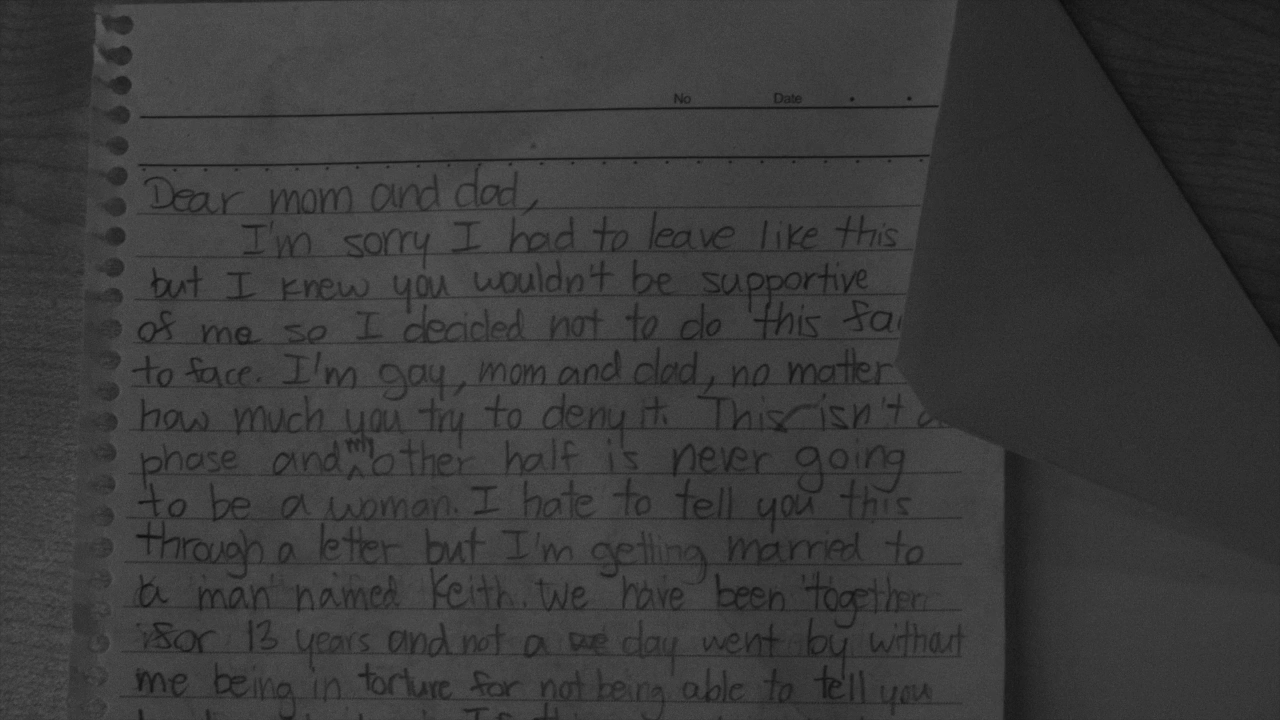 No Date
Dear mom and dad,
I'm sorry I had to leave like this
but I knew you wouldn't be supportive
of me so I decided not to do this
to face. I'm gay, mom and dad, no matter
how much you try to deny it. This isn't a
phase and my other half is never going
to be a woman. I hate to tell you this
through a letter but I'm getting married to
a man named Keith. We have been together
for 13 years and not a day went by without
me being in torture for not being able to tell you